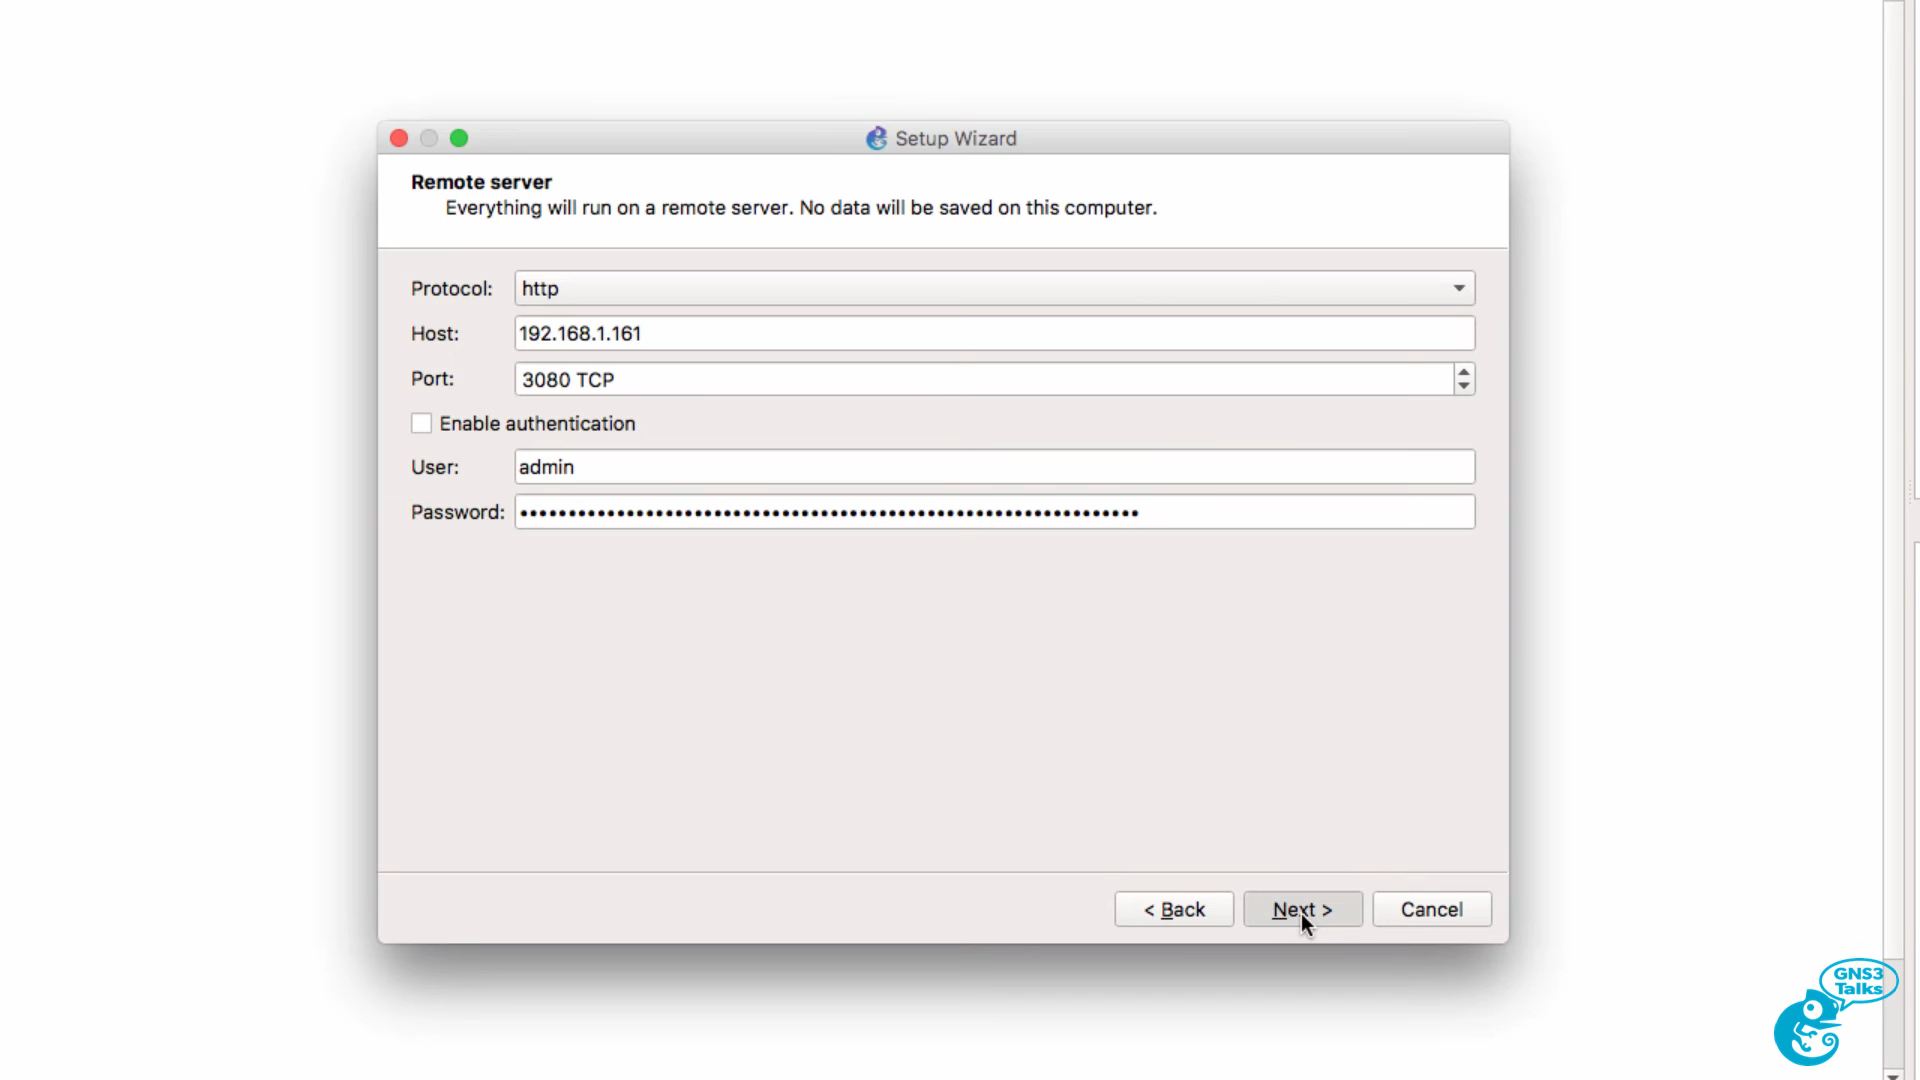 Setup Wizard
Remote server
Everything will run on a remote server. No data will be saved on this computer.
Protocol: http
Host: 192.168.1.161
Port: 3080 TCP
Enable authentication
User: admin
Password: ••••••••••••••••••••••••••••••••••••••••••••••••••••••••••••••••
< Back Next > Cancel
GNS3
Talks